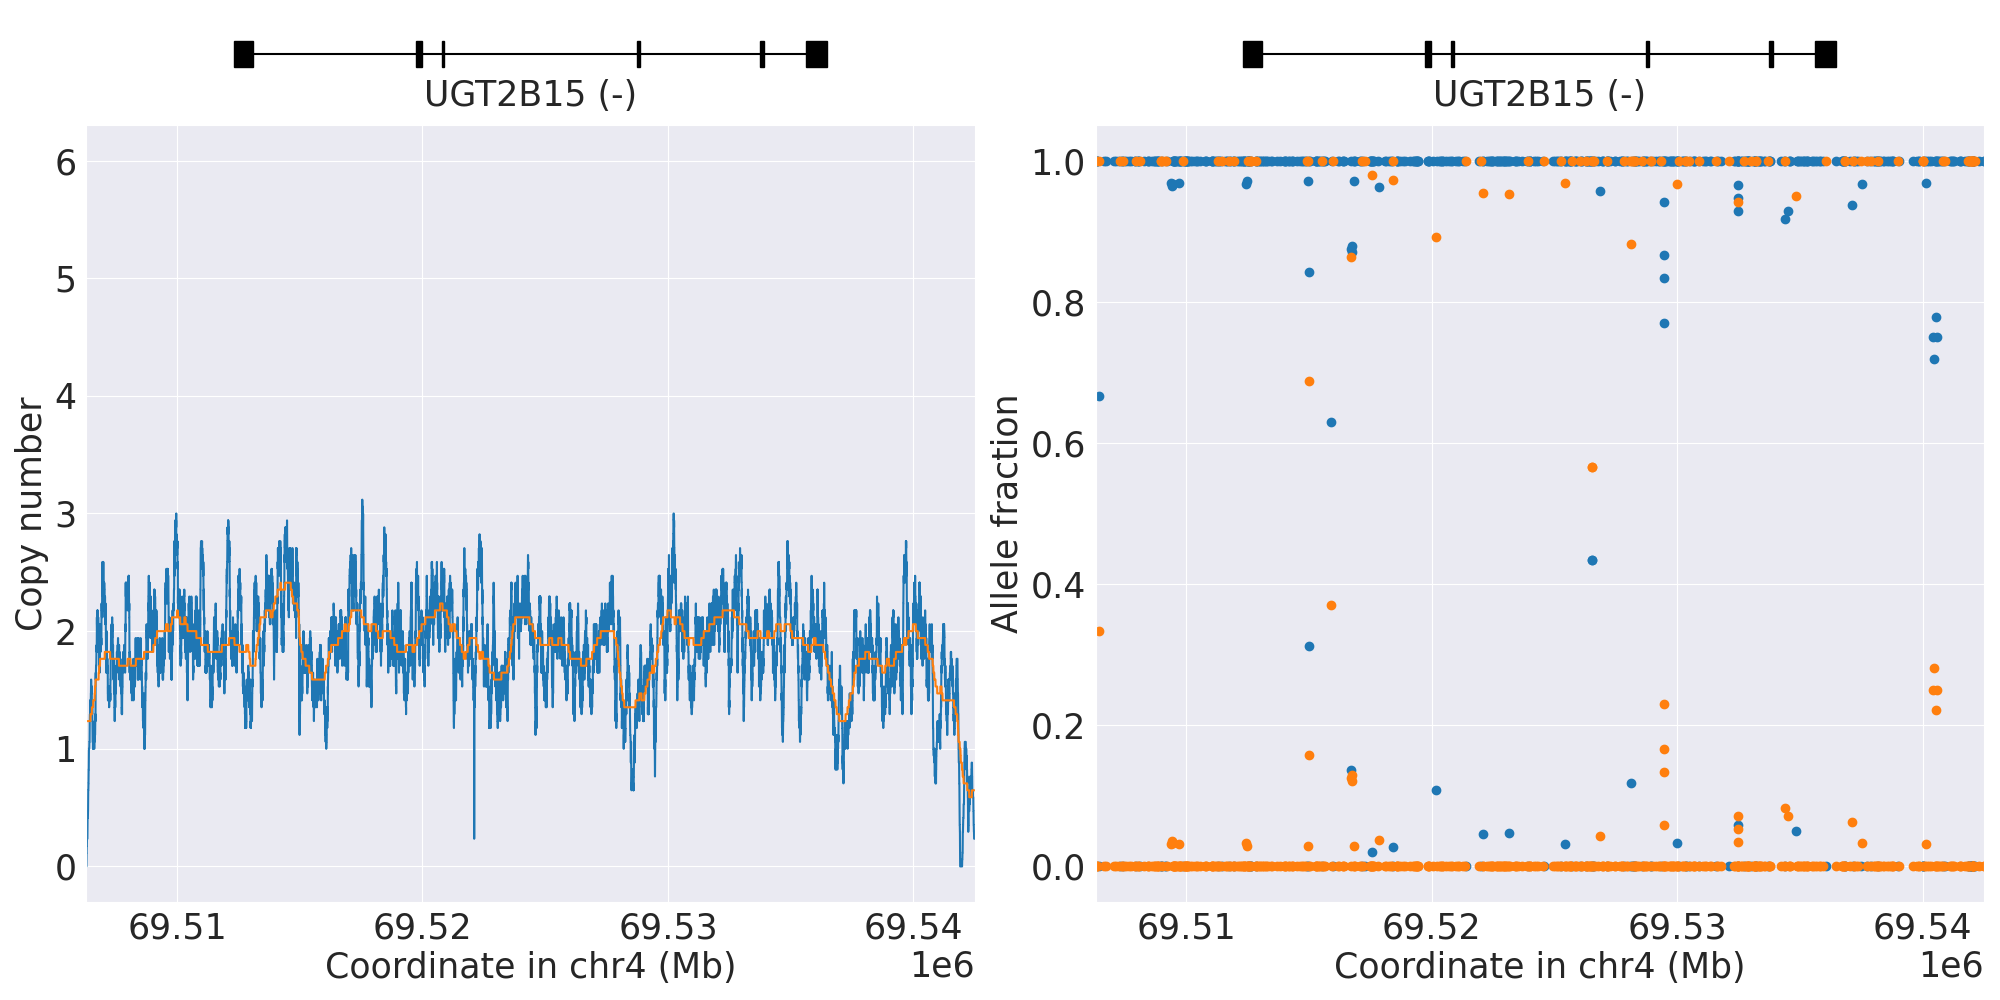 UGT2B15 (-)
6
5
4
3
2
1
0
Copy number
69.51 69.52 69.53 69.54
Coordinate in chr4 (Mb)
1e6
UGT2B15 (-)
1.0
0.8
0.6
0.4
0.2
0.0
Allele fraction
69.51 69.52 69.53 69.54
Coordinate in chr4 (Mb)
1e6